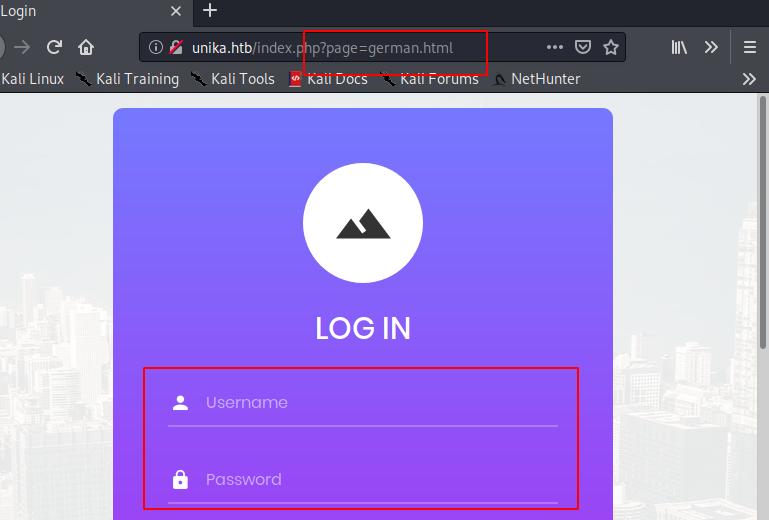 Login
unika.htb/index.php?page=german.html
Kali Linux Kali Training Kali Tools Kali Docs Kali Forums NetHunter
LOG IN
Username
Password